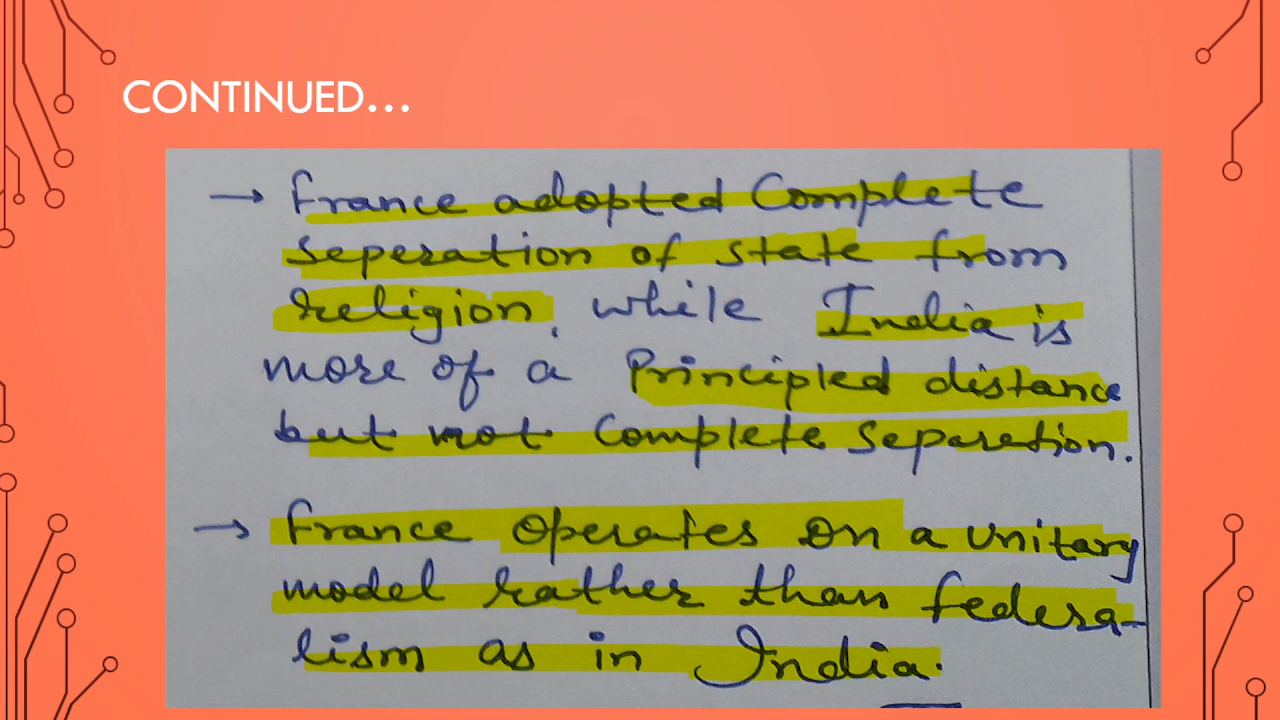 CONTINUED...
→ France adopted Complete
seperation of state from
religion, while India is
more of a Principled distance
but not Complete Separation.
→ France operates on a unitary
model rather than federa-
lism as in India.